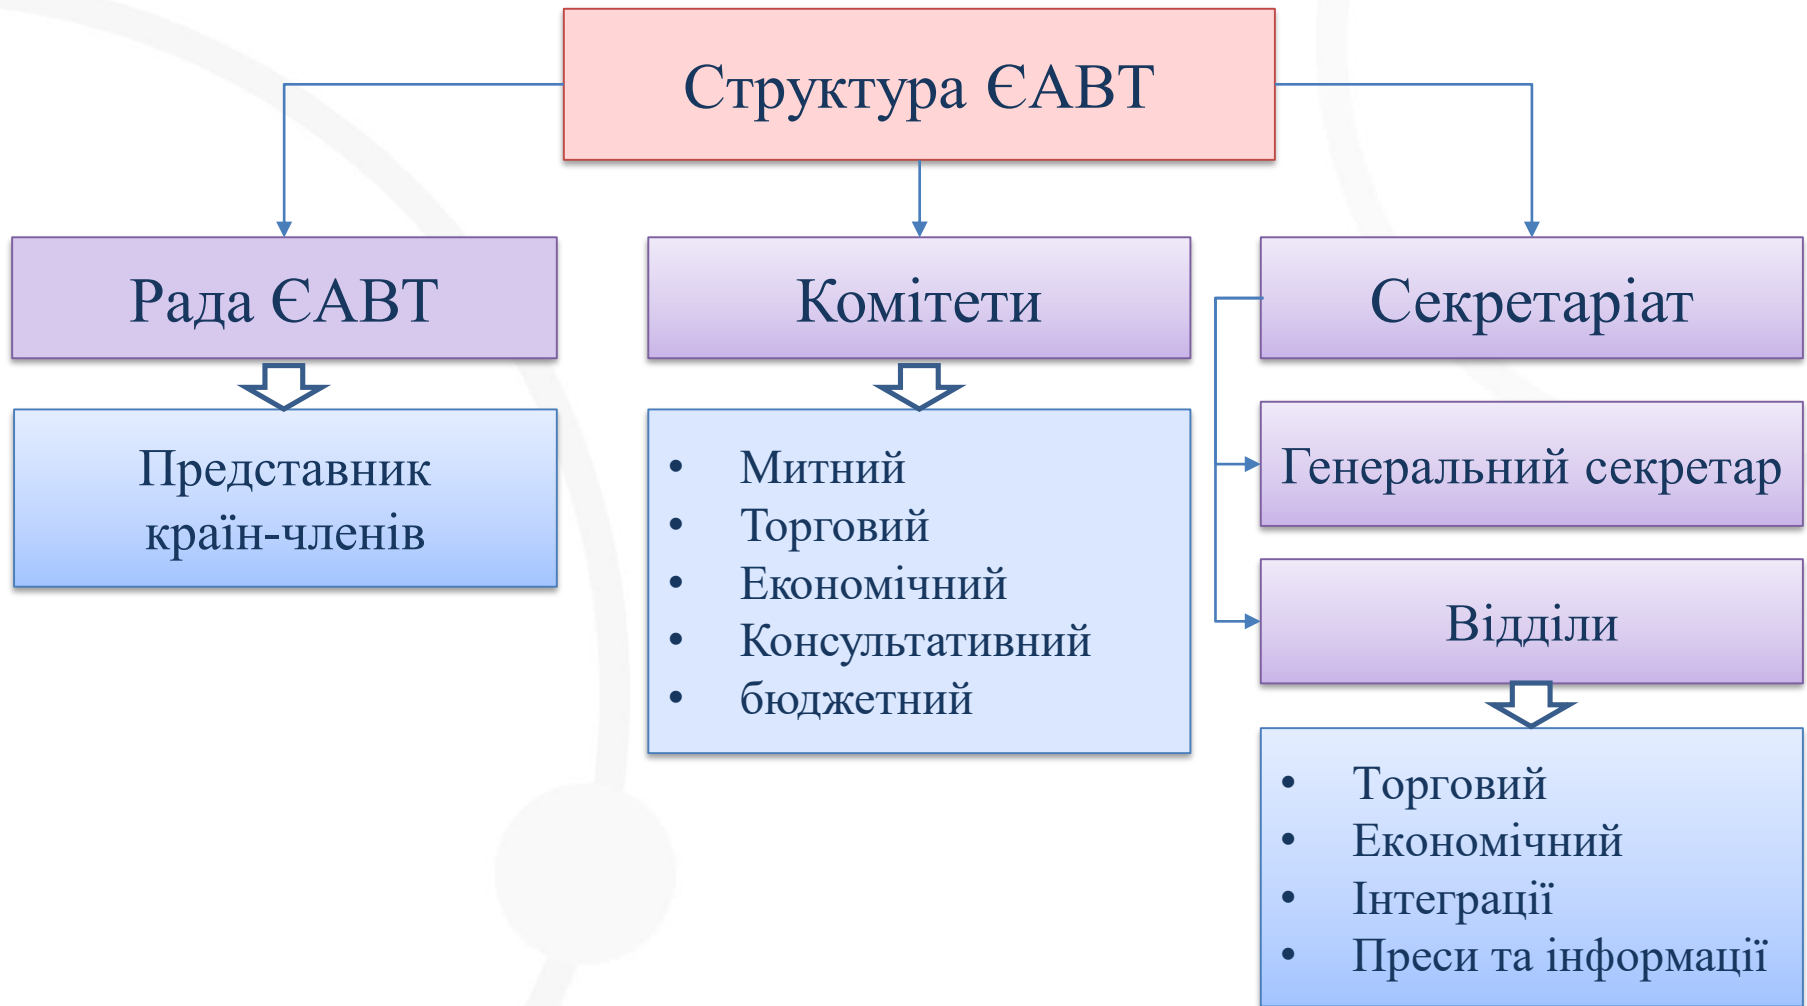 Структура ЄАВТ
Рада ЄАВТ
Представник
країн-членів
Комітети
• Митний
• Торговий
• Економічний
• Консультативний
• бюджетний
Секретаріат
Генеральний секретар
Відділи
• Торговий
• Економічний
• Інтеграції
• Преси та інформації